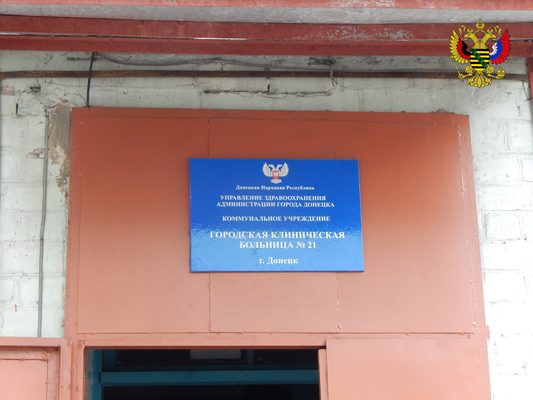 Донецкая Народная Республика
УПРАВЛЕНИЕ ЗДРАВООХРАНЕНИЯ
АДМИНИСТРАЦИИ ГОРОДА ДОНЕЦКА
КОММУНАЛЬНОЕ УЧРЕЖДЕНИЕ
ГОРОДСКАЯ КЛИНИЧЕСКАЯ
БОЛЬНИЦА № 21
г. Донецк